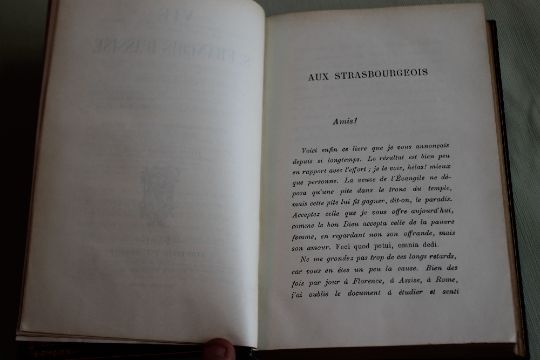 AUX STRASBOURGEOIS
Amis!
Voici enfin ce livre que je vous annonçais
depuis si longtemps. Le résultat est bien peu
en rapport avec l'effort; je le vois, hélas! mieux
que personne. La veuve de l'Évangile ne dé-
posa qu'une pite dans le tronc du temple,
mais cette pite lui fit gagner, dit-on, le paradis.
Acceptez celle que je vous offre aujourd'hui,
comme le bon Dieu accepta celle de la pauvre
femme, en regardant non son offrande, mais
son amour. Feci quod potui, omnia dedi.
Ne me grondez pas trop de ces longs retards,
car vous en êtes un peu la cause. Bien des
fois par jour à Florence, à Assise, à Rome,
j'ai oublié le document à étudier et senti